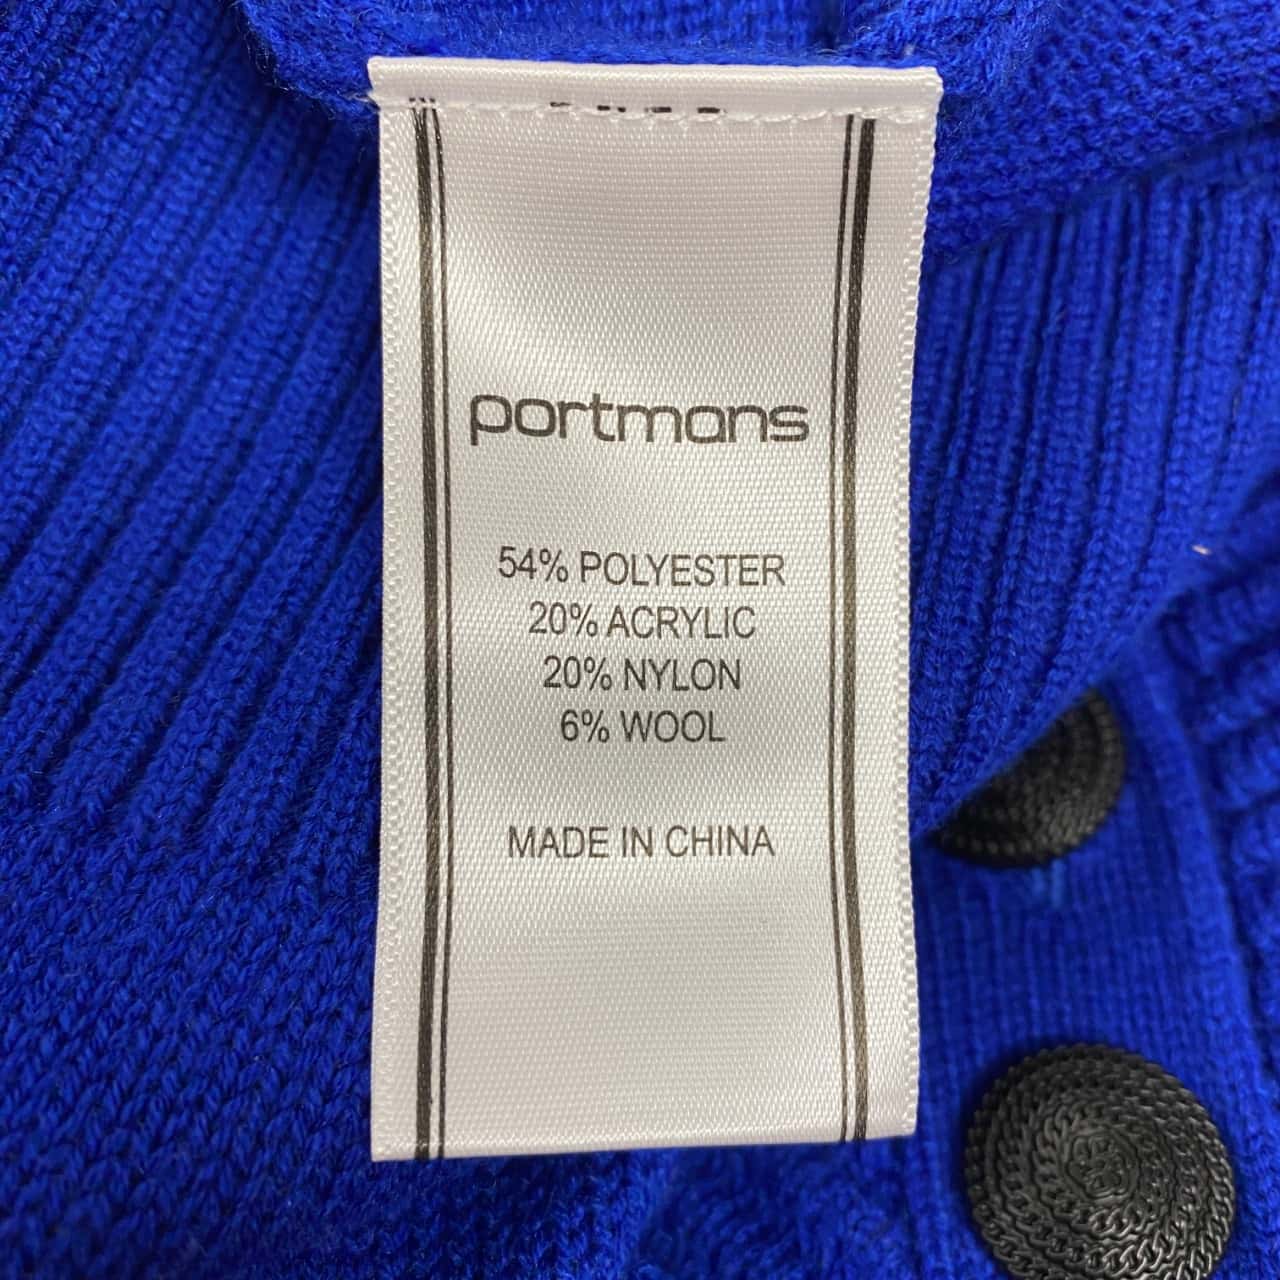 portmans
54% POLYESTER
20% ACRYLIC
20% NYLON
6% WOOL
MADE IN CHINA